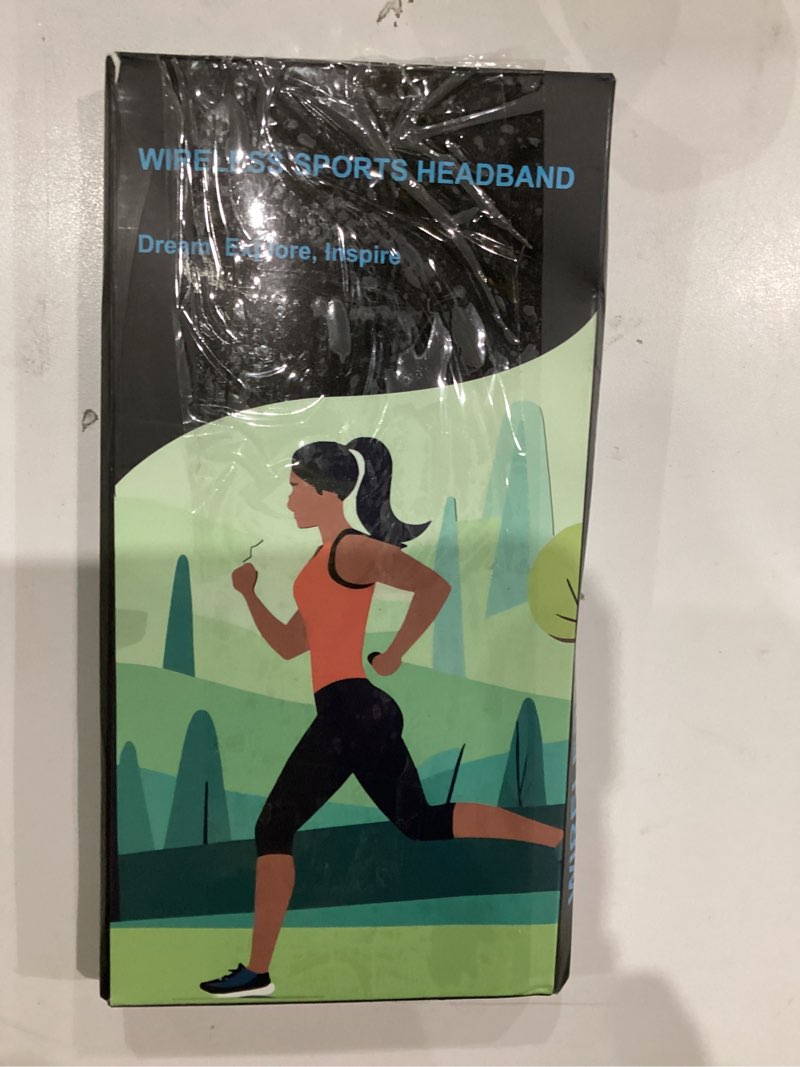 WIRELESS SPORTS HEADBAND
Dream, Explore, Inspire